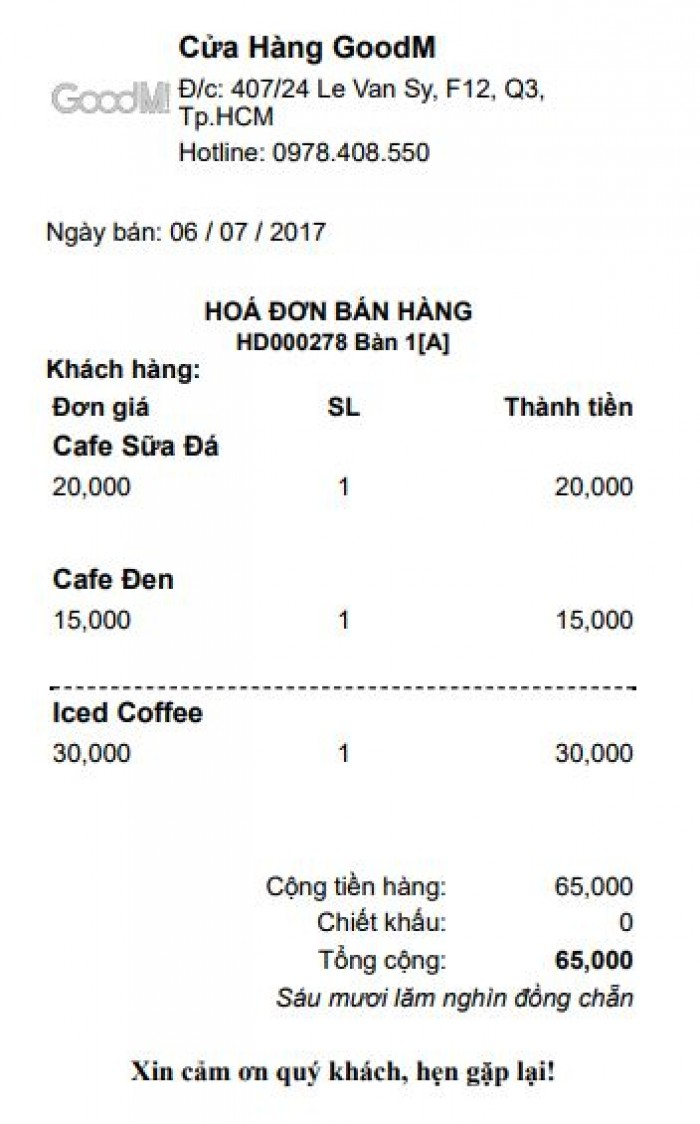 Cửa Hàng GoodM
GoodM!
Đ/c: 407/24 Le Van Sy, F12, Q3,
Tp.HCM
Hotline: 0978.408.550
Ngày bán: 06 / 07 / 2017
HOÁ ĐƠN BÁN HÀNG
HD000278 Bàn 1[A]
Khách hàng:
Đơn giá SL Thành tiền
Cafe Sữa Đá
20,000 1 20,000
Cafe Đen
15,000 1 15,000
Iced Coffee
30,000 1 30,000
Cộng tiền hàng: 65,000
Chiết khấu: 0
Tổng cộng: 65,000
Sáu mươi lăm nghìn đồng chẵn
Xin cảm ơn quý khách, hẹn gặp lại!